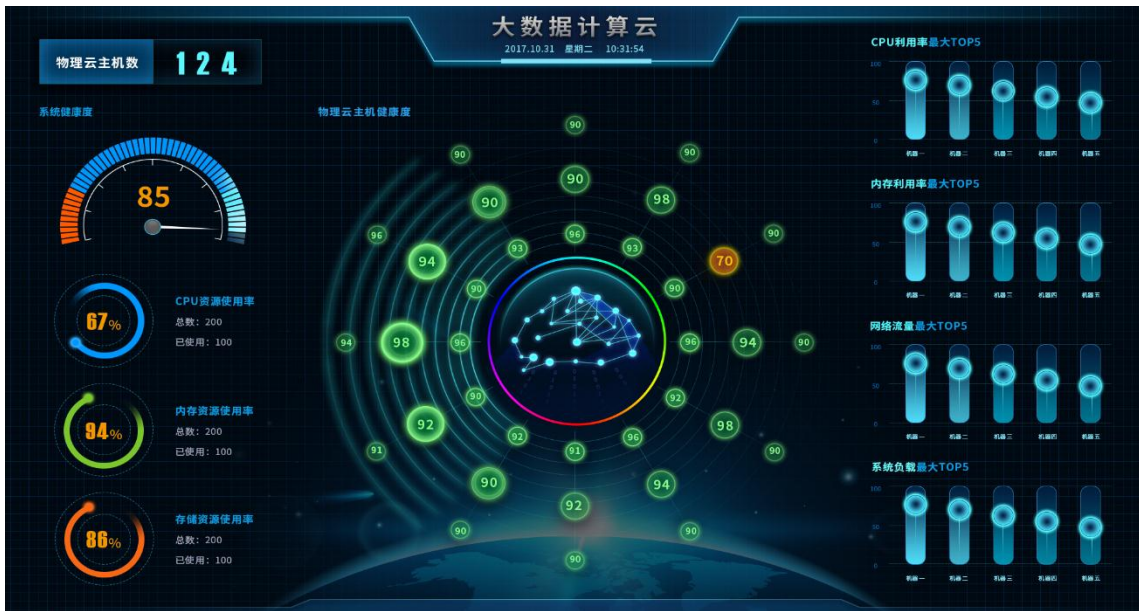 大数据计算云
2017.10.31 星期二 10:31:54
物理云主机数 124
系统健康度
85
67%
CPU资源使用率
总数：200
已使用：100
94%
内存资源使用率
总数：200
已使用：100
86%
存储资源使用率
总数：200
已使用：100
物理云主机健康度
90
90 90
90
90 98
96 96 90
93 93
94 70
90 90
94 98 96 96 94 90
90 92
92 98
91 92 91 96 90
90 94
92
90 90
90
CPU利用率最大TOP5
100
50
0
机器一 机器二 机器三 机器四 机器五
内存利用率最大TOP5
100
50
0
机器一 机器二 机器三 机器四 机器五
网络流量最大TOP5
100
50
0
机器一 机器二 机器三 机器四 机器五
系统负载最大TOP5
100
50
0
机器一 机器二 机器三 机器四 机器五